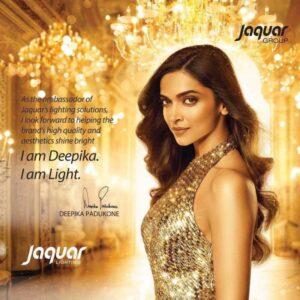 Jaquar
GROUP
As the ambassador of
Jaquar's lighting solutions,
I look forward to helping the
brand's high quality and
aesthetics shine bright
I am Deepika.
I am Light.
DEEPIKA PADUKONE
Jaquar
LIGHTING